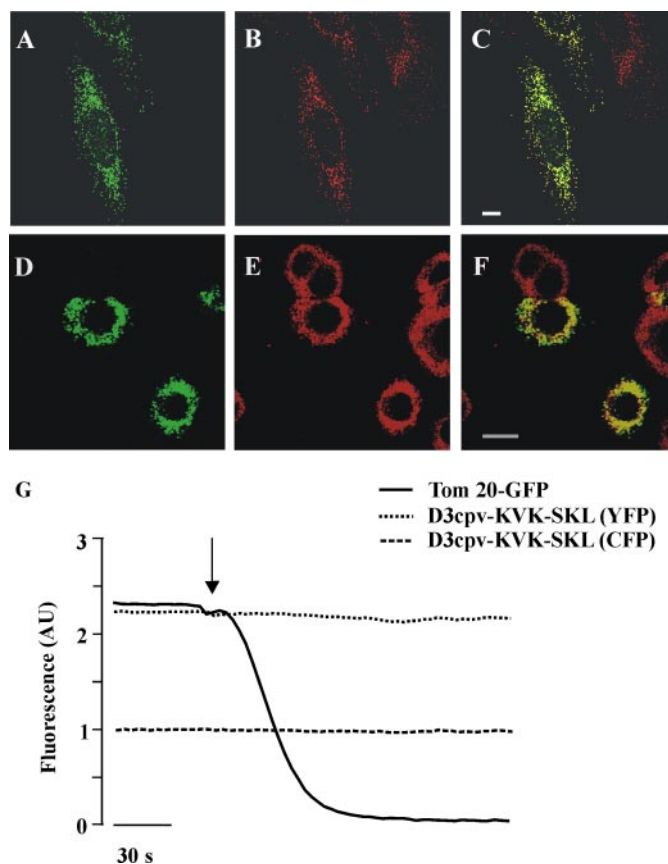 A
B
C
D
E
F
G
Tom 20-GFP
D3cpv-KVK-SKL (YFP)
D3cpv-KVK-SKL (CFP)
3
2
1
0
Fluorescence (AU)
30 s